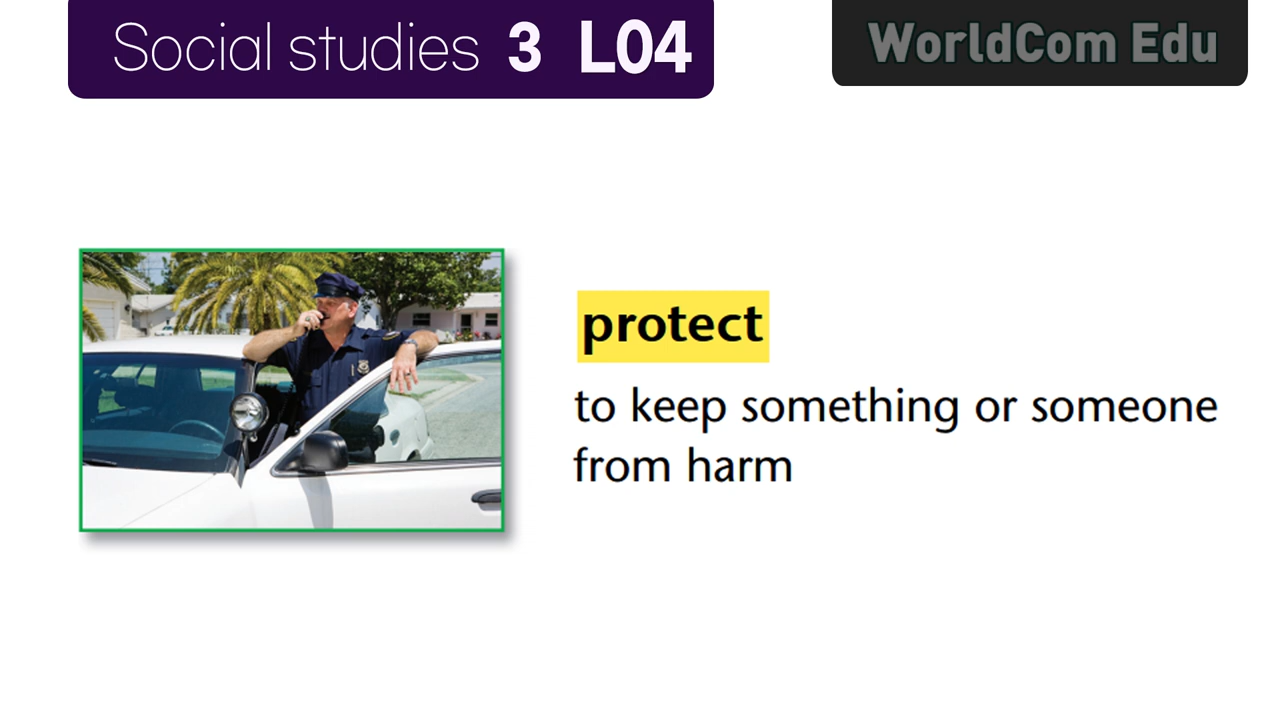 Social studies 3 L04
WorldCom Edu
protect
to keep something or someone
from harm